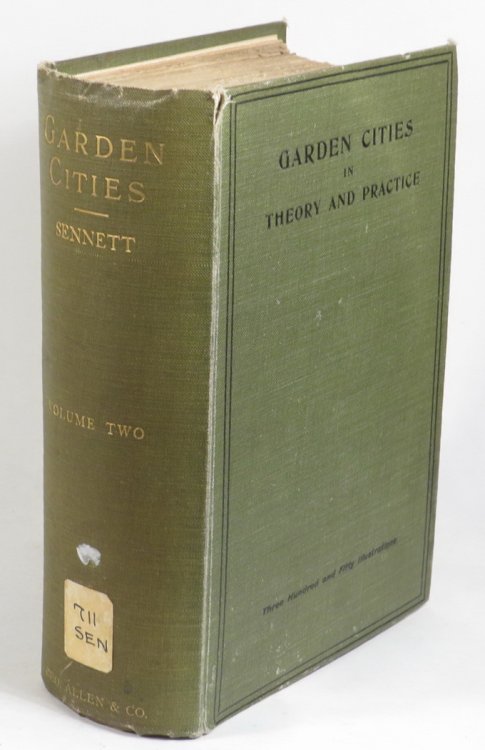 GARDEN
CITIES
SENNETT
VOLUME TWO
711
SEN
ALLEN & CO.
GARDEN CITIES
IN
THEORY AND PRACTICE
Three Hundred and Fifty Illustrations